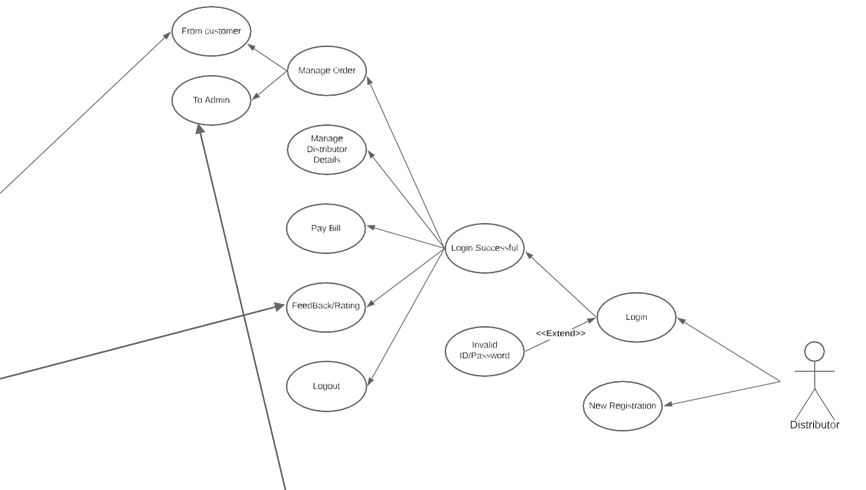 From customer
Manage Order
To Admin
Manage
Distributor
Details
Pay Bill
Login Successful
FeedBack/Rating
Login
<<Extend>>
Invalid
ID/Password
Logout
New Registration
Distributor